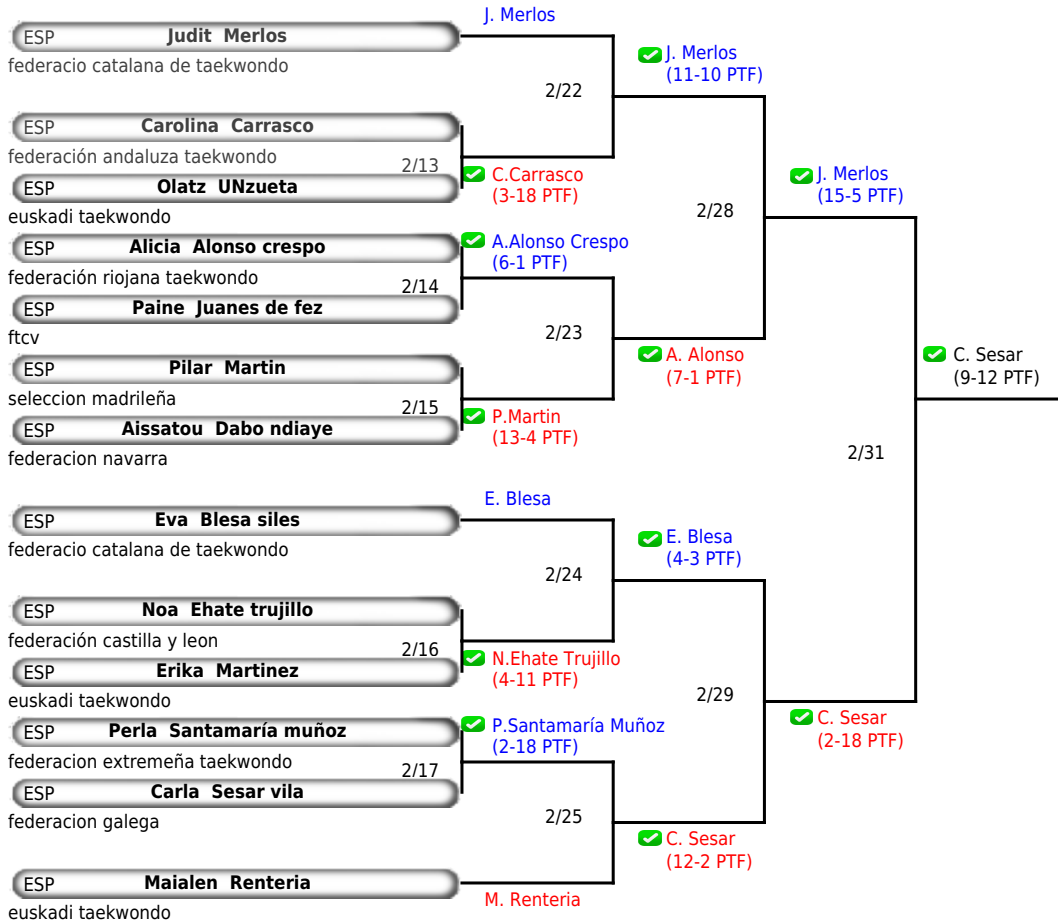 J. Merlos
ESP Judit Merlos
federacio catalana de taekwondo
J. Merlos
(11-10 PTF)
2/22
ESP Carolina Carrasco
federación andaluza taekwondo
2/13
C.Carrasco
(3-18 PTF)
ESP Olatz UNzueta
euskadi taekwondo
J. Merlos
(15-5 PTF)
2/28
ESP Alicia Alonso crespo
federación riojana taekwondo
A.Alonso Crespo
(6-1 PTF)
2/14
ESP Paine Juanes de fez
ftcv
2/23
A. Alonso
(7-1 PTF)
C. Sesar
(9-12 PTF)
ESP Pilar Martin
seleccion madrileña
2/15
P.Martin
(13-4 PTF)
ESP Aissatou Dabo ndiaye
federacion navarra
2/31
E. Blesa
ESP Eva Blesa siles
federacio catalana de taekwondo
E. Blesa
(4-3 PTF)
2/24
ESP Noa Ehate trujillo
federación castilla y leon
2/16
N.Ehate Trujillo
(4-11 PTF)
ESP Erika Martinez
euskadi taekwondo
2/29
C. Sesar
(2-18 PTF)
ESP Perla Santamaría muñoz
federacion extremeña taekwondo
P.Santamaría Muñoz
(2-18 PTF)
2/17
ESP Carla Sesar vila
federacion galega
2/25
C. Sesar
(12-2 PTF)
ESP Maialen Renteria
euskadi taekwondo
M. Renteria